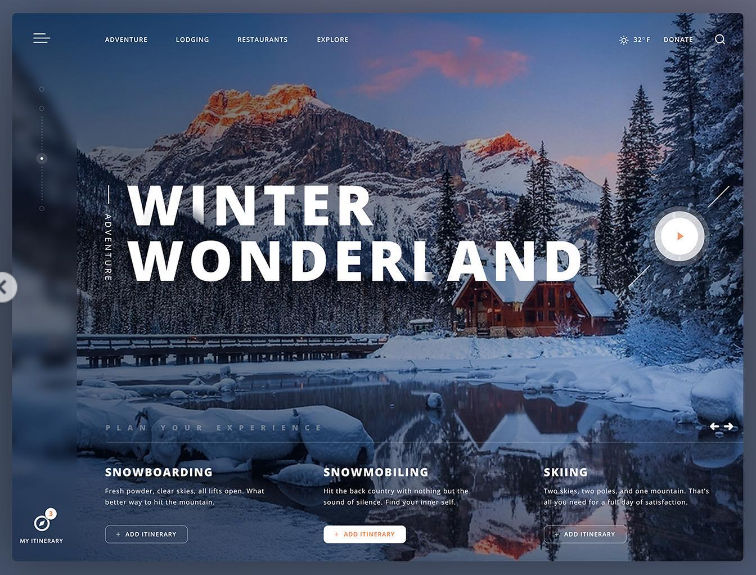 ADVENTURE
LODGING
RESTAURANTS
EXPLORE
32°F
DONATE
ADVENTURE
WINTER
WONDERLAND
PLAN YOUR EXPERIENCE
SNOWBOARDING
Fresh powder, clear skies, all lifts open. What
better way to hit the mountain.
+ ADD ITINERARY
SNOWMOBILING
Hit the back country with nothing but the
sound of silence. Find your inner self.
+ ADD ITINERARY
SKIING
Two skies, two poles, and one mountain. That's
all you need for a full day of satisfaction.
+ ADD ITINERARY
3
MY ITINERARY